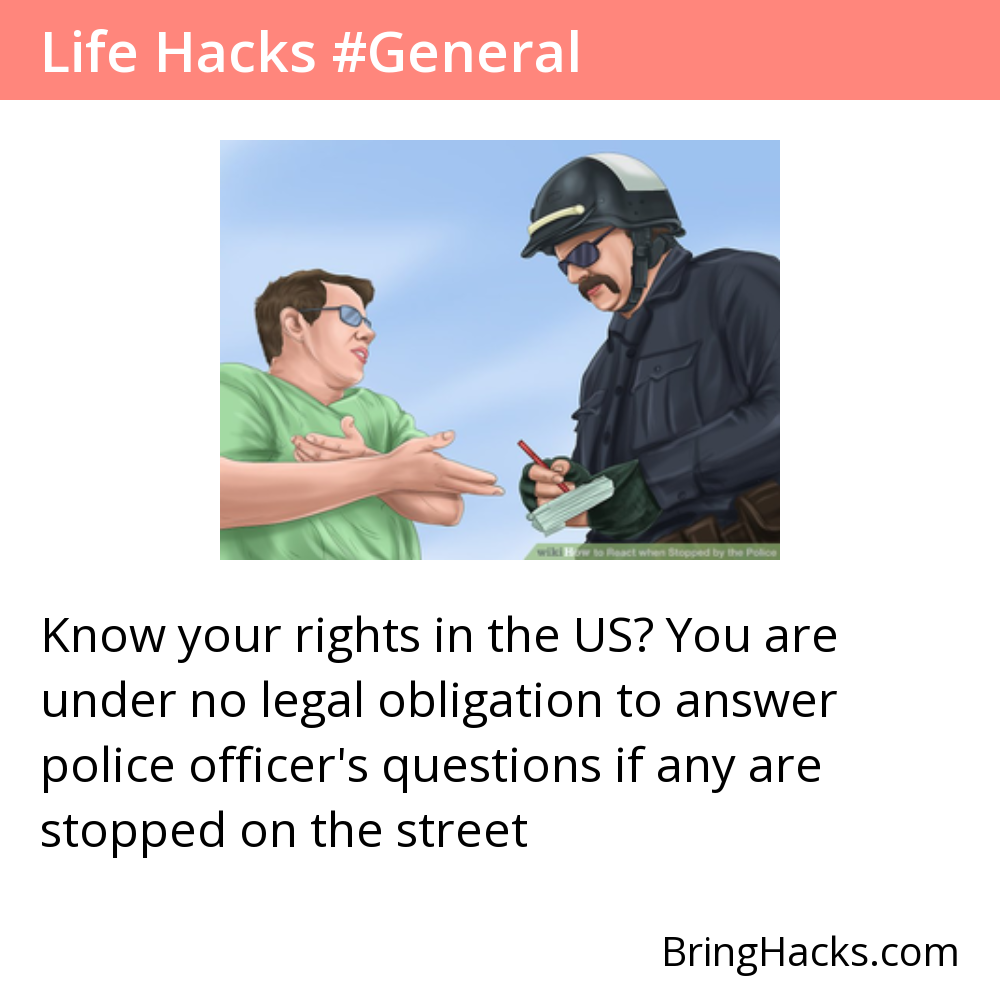 Life Hacks #General
wikiHow to React when Stopped by the Police
Know your rights in the US? You are
under no legal obligation to answer
police officer's questions if any are
stopped on the street
BringHacks.com